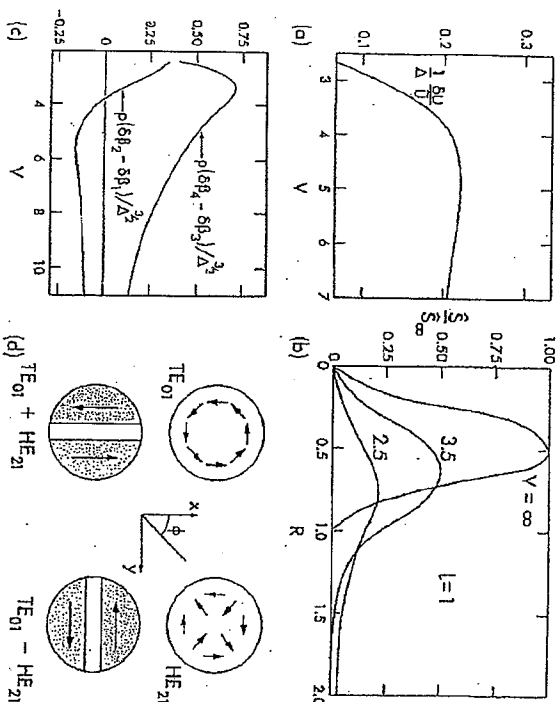 0.3
0.2
0.1
1/Δ δU/U
3 4 5 6 7
V
(a)
S/S∞
1.00
0.75
0.50
0.25
0
V = ∞
3.5
2.5
l = 1
0 0.5 1.0 1.5 2.0
R
(b)
0.75
0.50
0
-0.25
ρ(δβ₄ – δβ₃)/Δ^3/2
ρ(δβ₂ – δβ₁)/Δ^3/2
4 6 8 10
V
(c)
TE₀₁
HE₂₁
x
ϕ
y
TE₀₁ + HE₂₁
TE₀₁ – HE₂₁
(d)